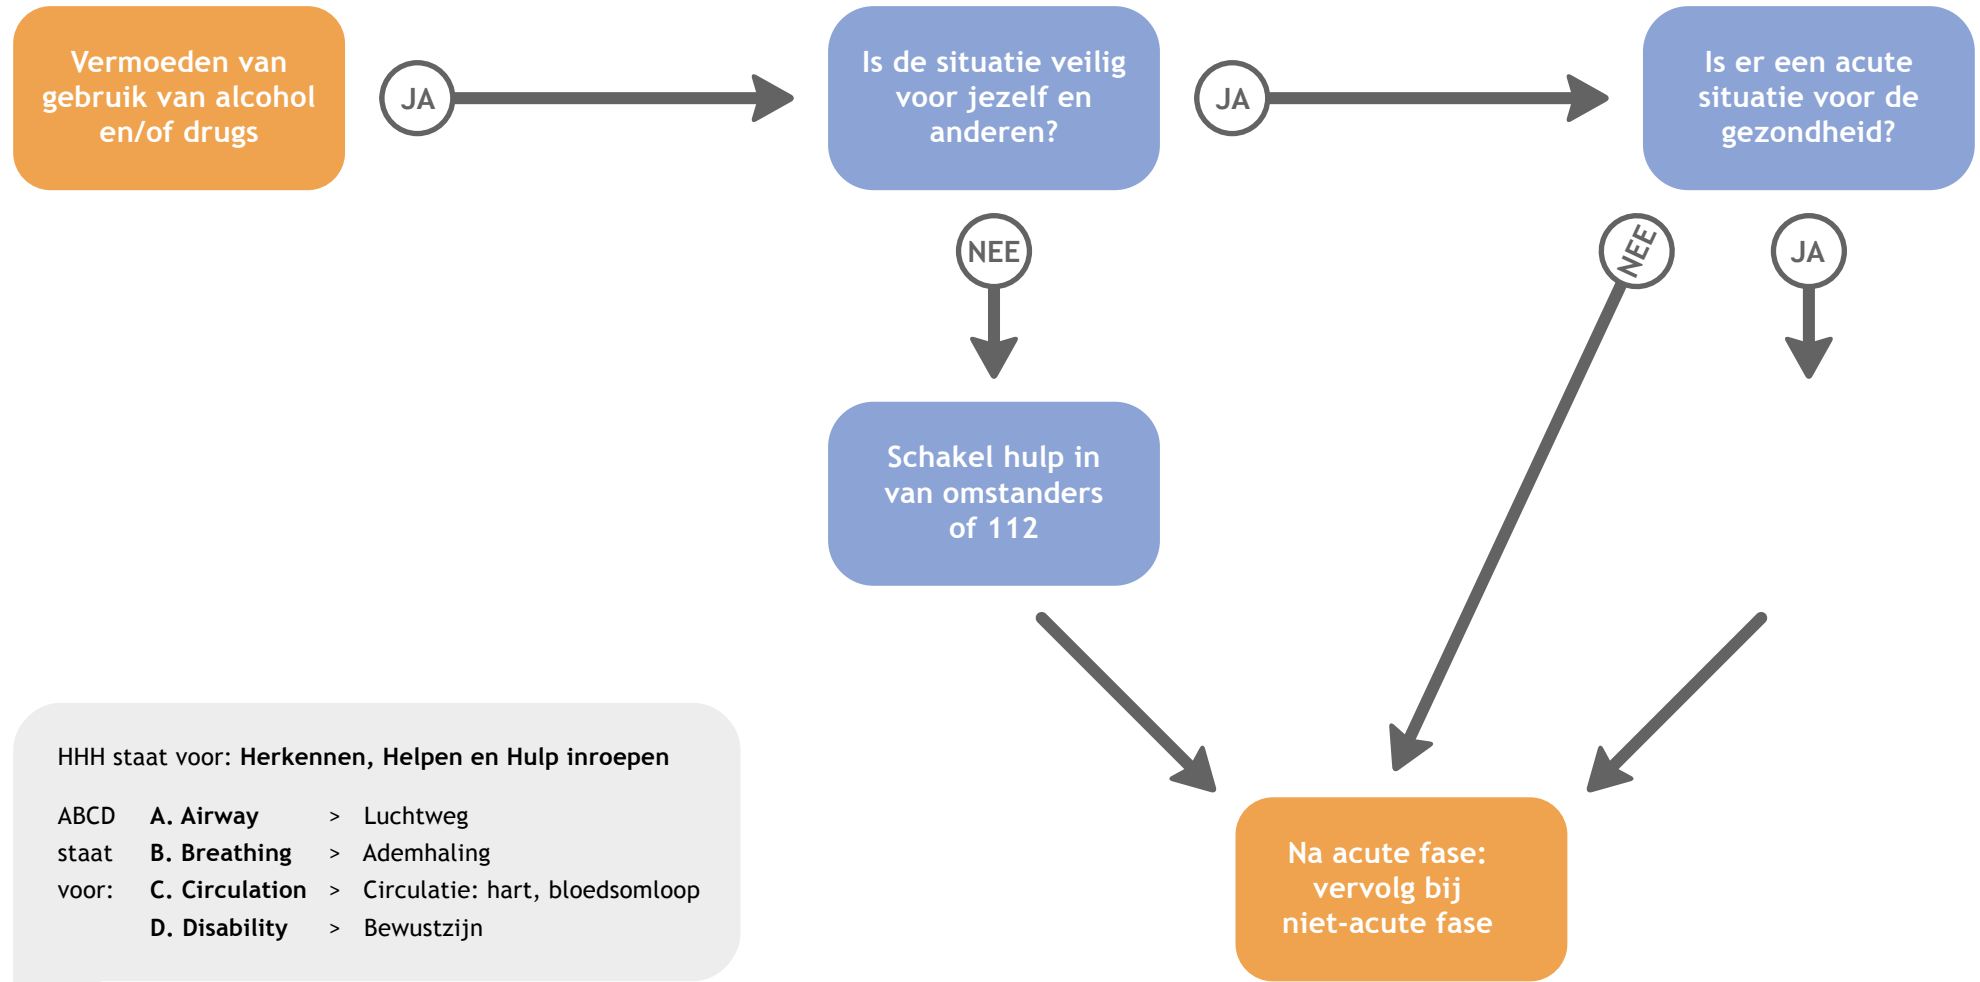 Vermoeden van
gebruik van alcohol
en/of drugs
JA
Is de situatie veilig
voor jezelf en
anderen?
JA
Is er een acute
situatie voor de
gezondheid?
NEE
NEE
JA
Schakel hulp in
van omstanders
of 112
HHH staat voor: Herkennen, Helpen en Hulp inroepen
ABCD A. Airway > Luchtweg
staat B. Breathing > Ademhaling
voor: C. Circulation > Circulatie: hart, bloedsomloop
D. Disability > Bewustzijn
Na acute fase:
vervolg bij
niet-acute fase